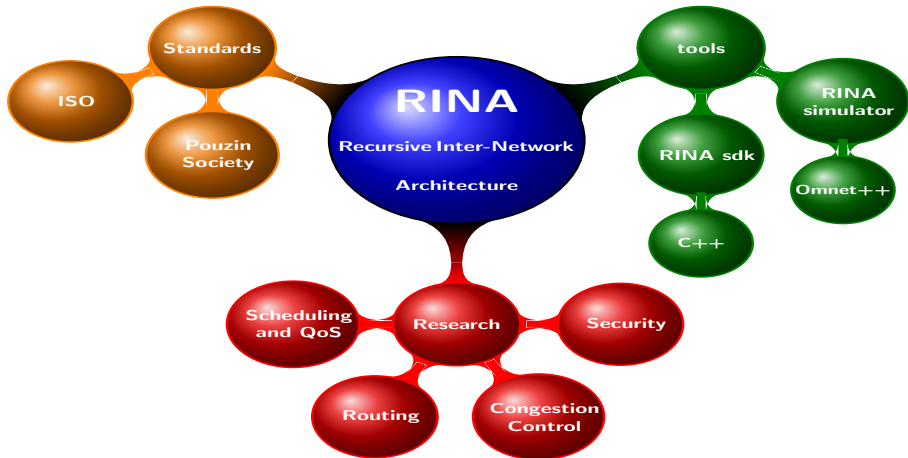 RINA
Recursive Inter-Network
Architecture
Standards
ISO
Pouzin
Society
tools
RINA
simulator
RINA sdk
Omnet++
C++
Research
Scheduling
and QoS
Security
Routing
Congestion
Control